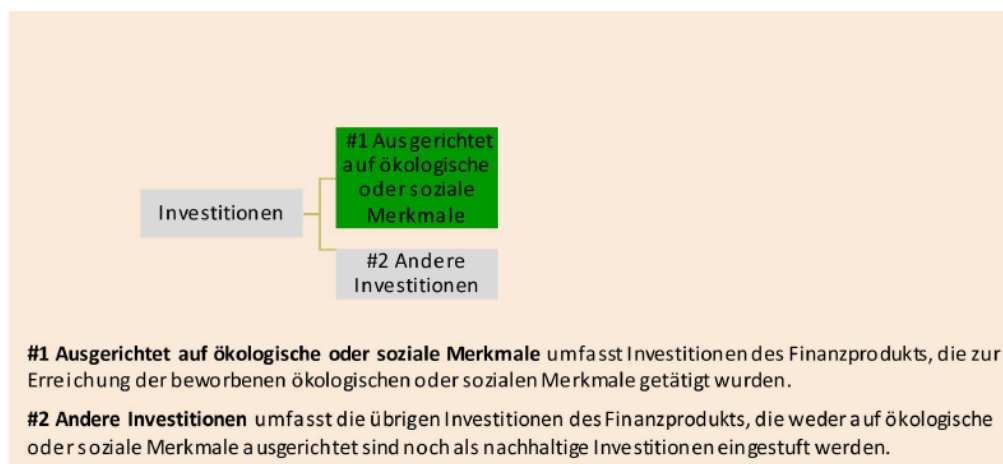 #1 Ausgerichtet
auf ökologische
oder soziale
Merkmale
Investitionen
#2 Andere
Investitionen
#1 Ausgerichtet auf ökologische oder soziale Merkmale umfasst Investitionen des Finanzprodukts, die zur
Erreichung der beworbenen ökologischen oder sozialen Merkmale getätigt wurden.
#2 Andere Investitionen umfasst die übrigen Investitionen des Finanzprodukts, die weder auf ökologische
oder soziale Merkmale ausgerichtet sind noch als nachhaltige Investitionen eingestuft werden.